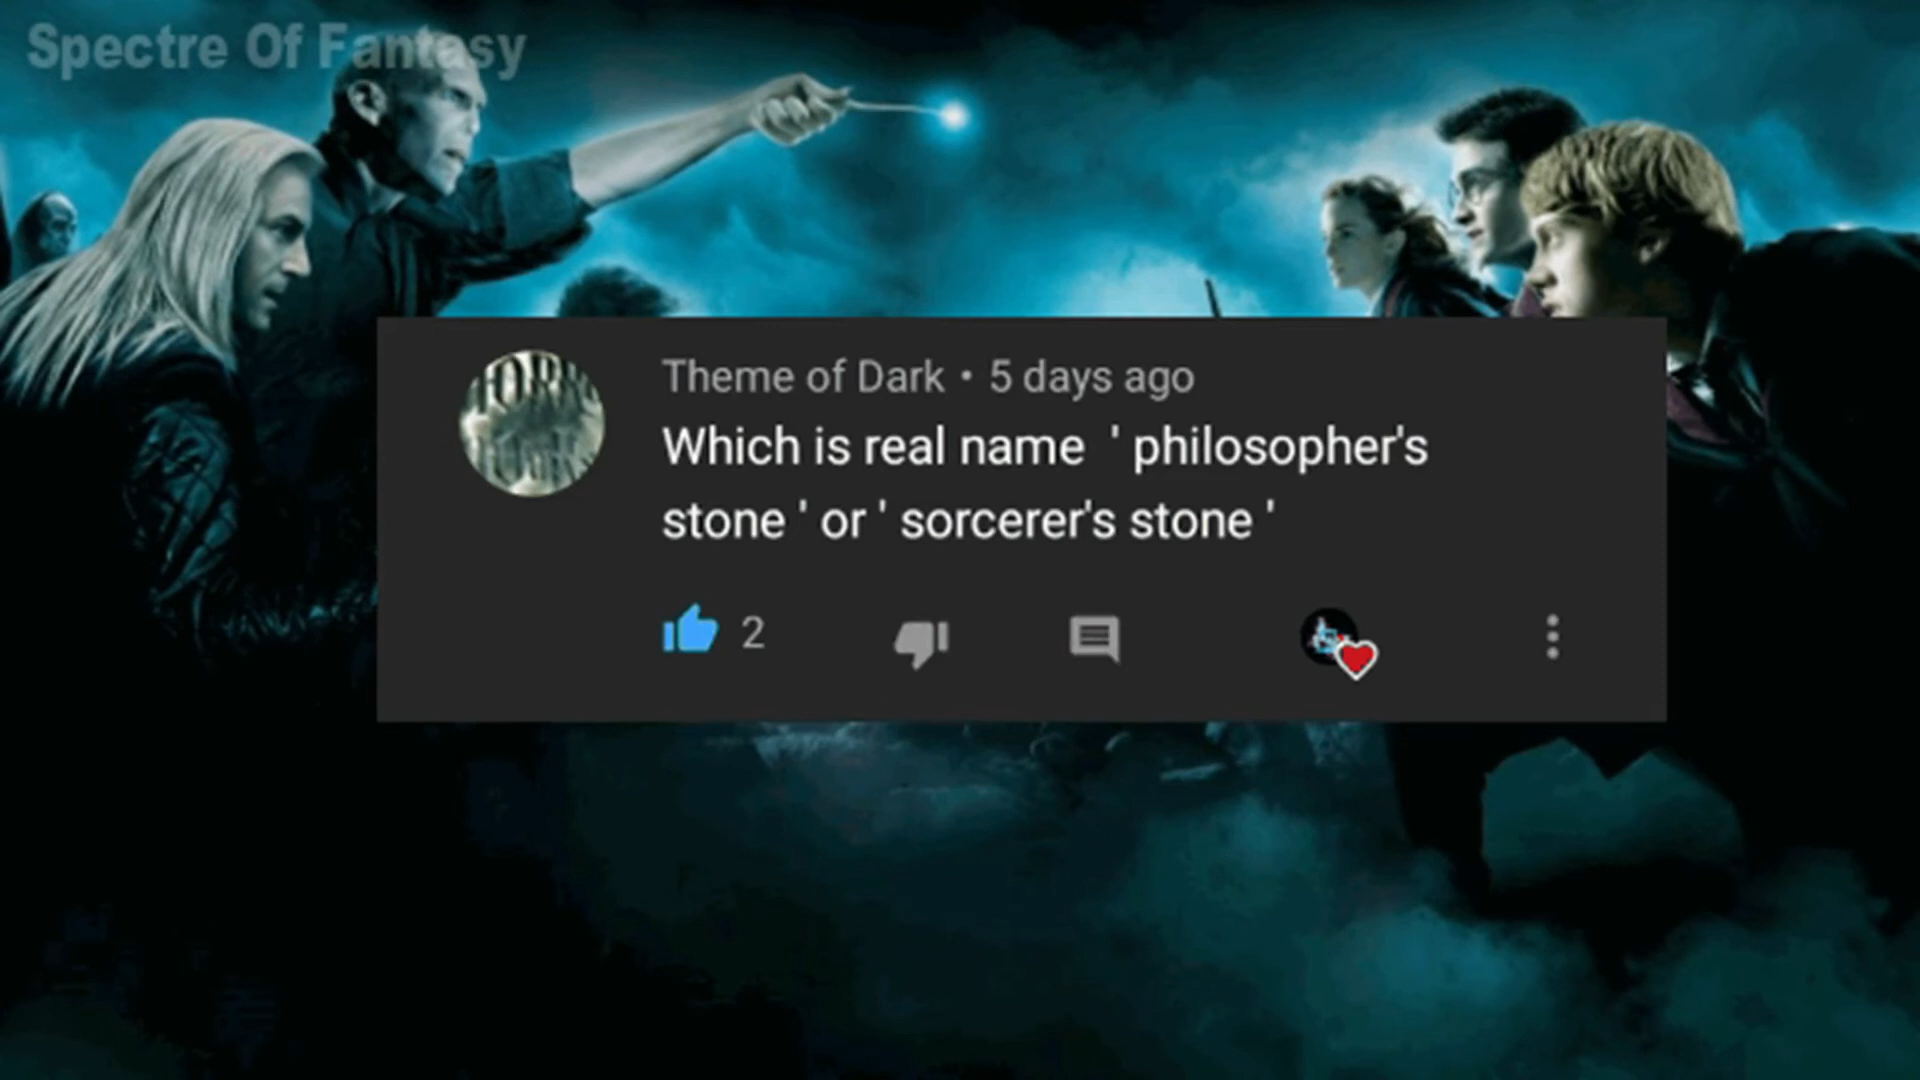 Spectre Of Fantasy
Theme of Dark • 5 days ago
Which is real name ' philosopher's
stone ' or ' sorcerer's stone '
2